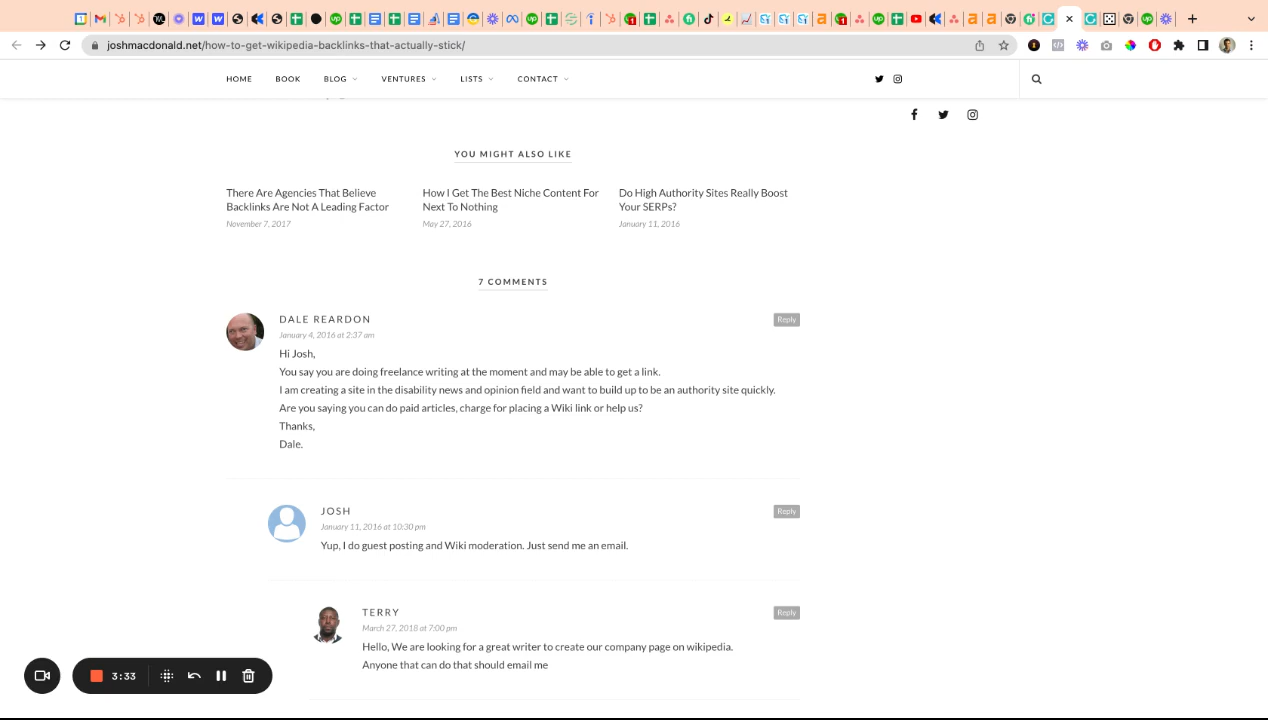 joshmacdonald.net/how-to-get-wikipedia-backlinks-that-actually-stick/
HOME BOOK BLOG VENTURES LISTS CONTACT
YOU MIGHT ALSO LIKE
There Are Agencies That Believe
Backlinks Are Not A Leading Factor
November 7, 2017
How I Get The Best Niche Content For
Next To Nothing
May 27, 2016
Do High Authority Sites Really Boost
Your SERPs?
January 11, 2016
7 COMMENTS
DALE REARDON
Reply
January 4, 2016 at 2:37 am
Hi Josh,
You say you are doing freelance writing at the moment and may be able to get a link.
I am creating a site in the disability news and opinion field and want to build up to be an authority site quickly.
Are you saying you can do paid articles, charge for placing a Wiki link or help us?
Thanks,
Dale.
JOSH
Reply
January 11, 2016 at 10:30 pm
Yup, I do guest posting and Wiki moderation. Just send me an email.
TERRY
Reply
March 27, 2018 at 7:00 pm
Hello, We are looking for a great writer to create our company page on wikipedia.
Anyone that can do that should email me
3:33